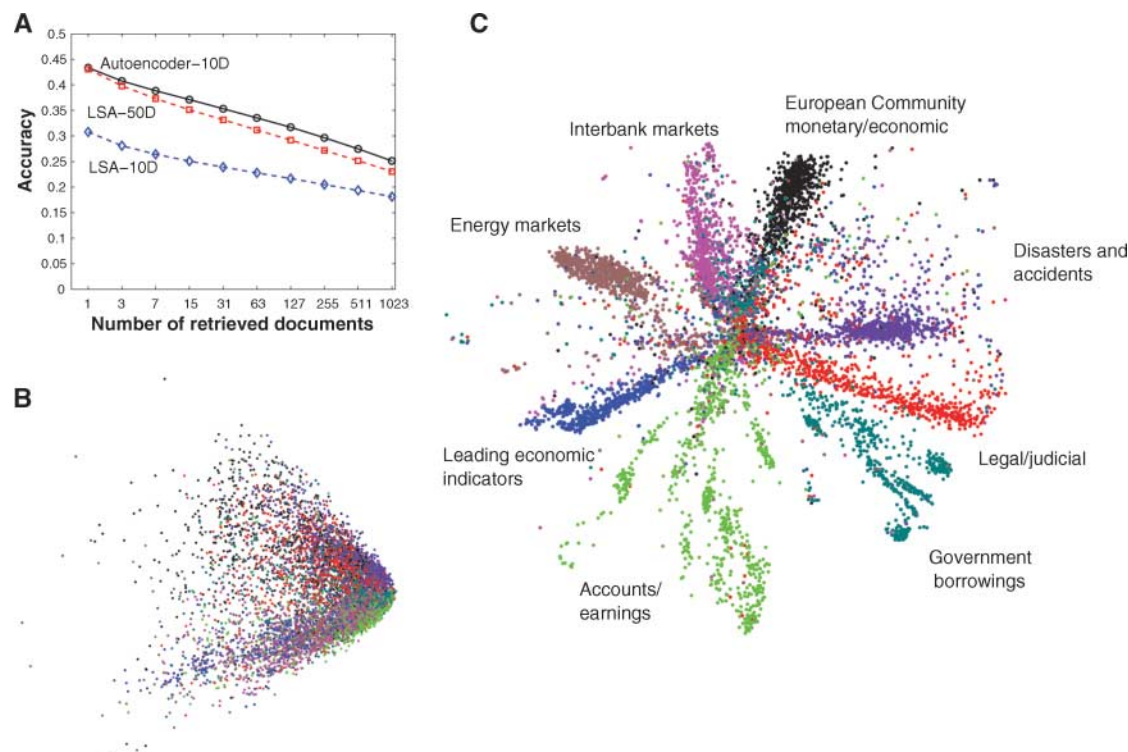 A
0.5
0.45
0.4
0.35
0.3
0.25
0.2
0.15
0.1
0.05
0
Accuracy
Autoencoder-10D
LSA-50D
LSA-10D
1 3 7 15 31 63 127 255 511 1023
Number of retrieved documents
B
C
European Community
monetary/economic
Interbank markets
Energy markets
Disasters and
accidents
Leading economic
indicators
Legal/judicial
Government
borrowings
Accounts/
earnings